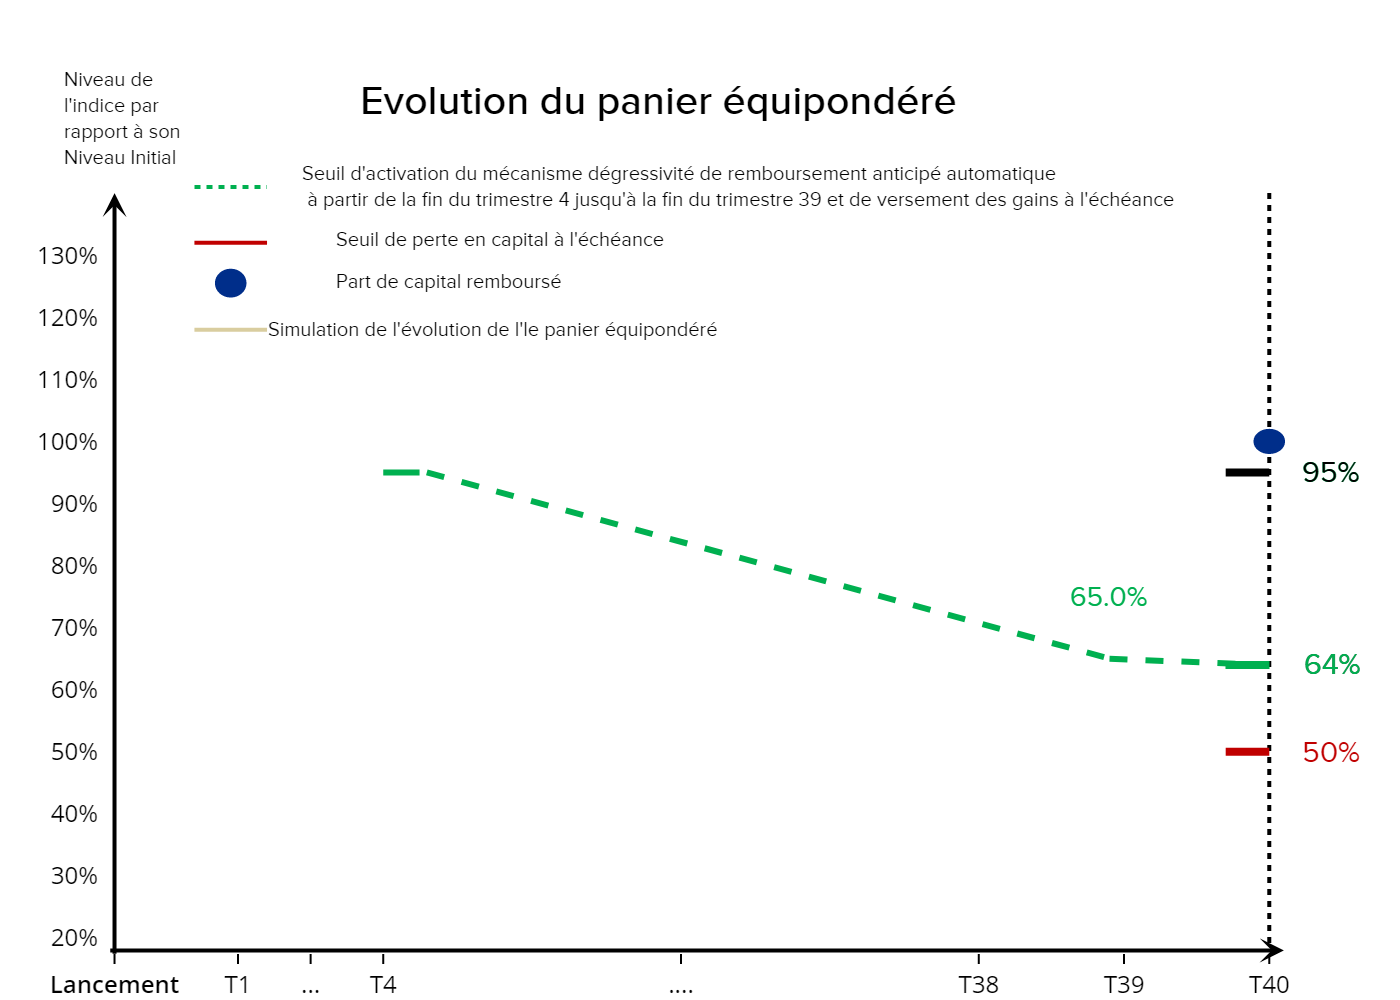 Niveau de
l'indice par
rapport à son
Niveau Initial
Evolution du panier équipondéré
Seuil d'activation du mécanisme dégressivité de remboursement anticipé automatique
à partir de la fin du trimestre 4 jusqu'à la fin du trimestre 39 et de versement des gains à l'échéance
Seuil de perte en capital à l'échéance
Part de capital remboursé
Simulation de l'évolution de l'le panier équipondéré
130%
120%
110%
100%
90%
80%
70%
60%
50%
40%
30%
20%
95%
65.0%
64%
50%
Lancement T1 ... T4 .... T38 T39 T40